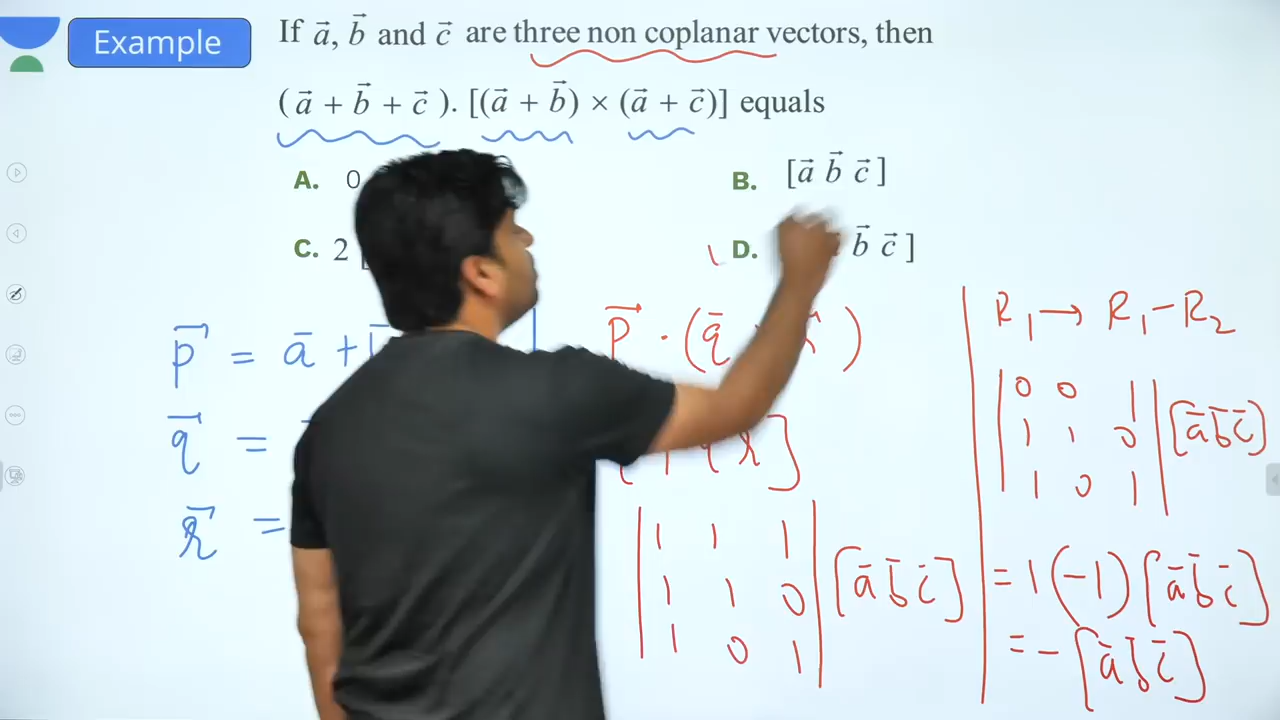 Example
If a⃗, b⃗ and c⃗ are three non coplanar vectors, then
(a⃗ + b⃗ + c⃗ ). [(a⃗ + b⃗) × (a⃗ + c⃗)] equals
A. 0
B. [a⃗ b⃗ c⃗ ]
C. 2
D. b⃗ c⃗ ]
p⃗ = a̅ +
q⃗ =
r⃗ =
p⃗ · (q̅ )
q r]
1 1 1
1 1 0 [a̅ b̅ c̅]
1 0 1
R₁ → R₁ − R₂
0 0 1
1 1 0 [a̅ b̅ c̅]
1 0 1
= 1 (−1) [a̅ b̅ c̅]
= − [a̅ b̅ c̅]